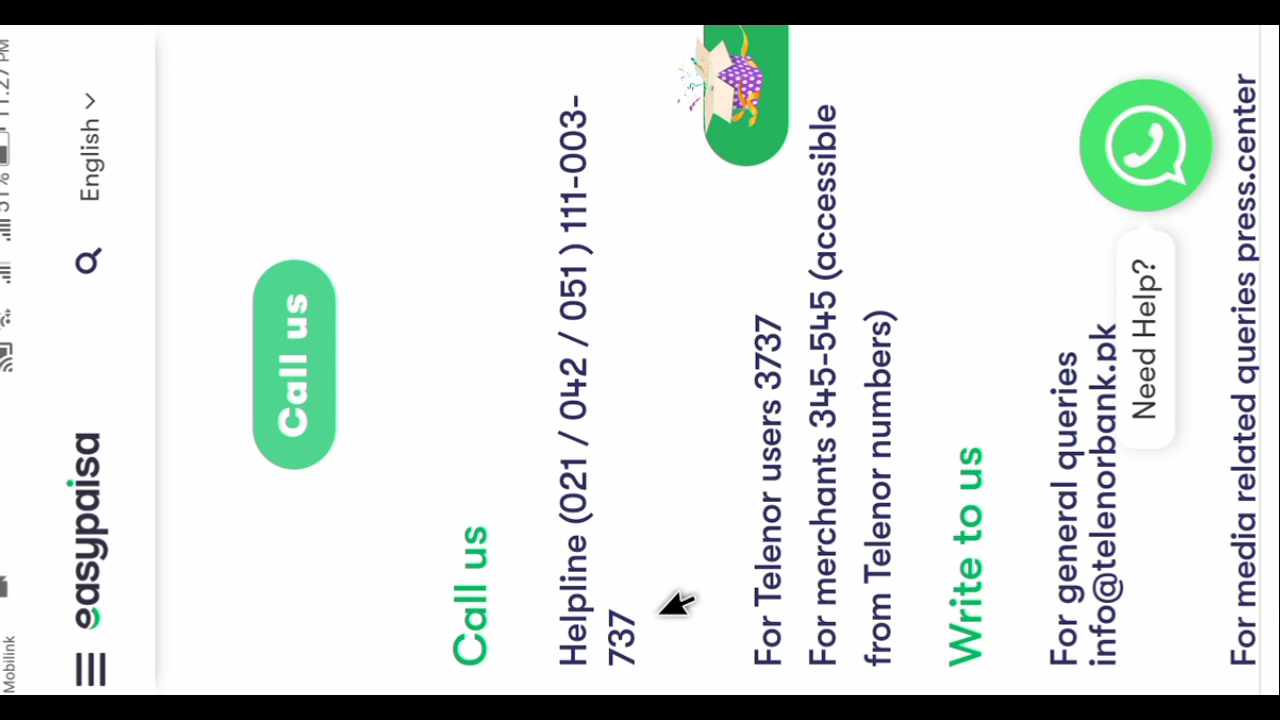 Mobilink
51%
easypaisa
English
Call us
Call us
Helpline (021 / 042 / 051 ) 111-003-
737
For Telenor users 3737
For merchants 345-545 (accessible
from Telenor numbers)
Write to us
For general queries
info@telenorbank.pk
Need Help?
For media related queries press.center